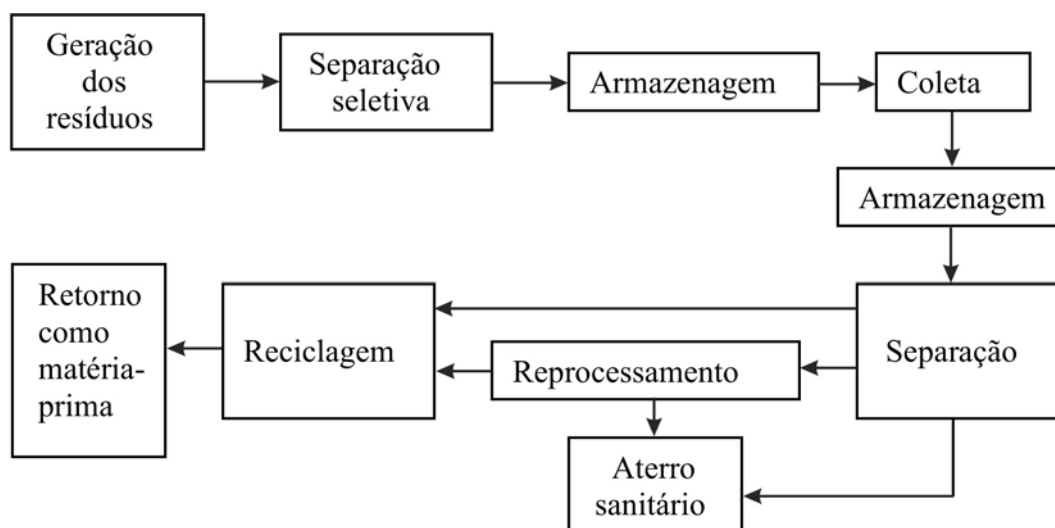 Geração
dos
resíduos
Separação
seletiva
Armazenagem
Coleta
Armazenagem
Retorno
como
matéria-
prima
Reciclagem
Reprocessamento
Separação
Aterro
sanitário